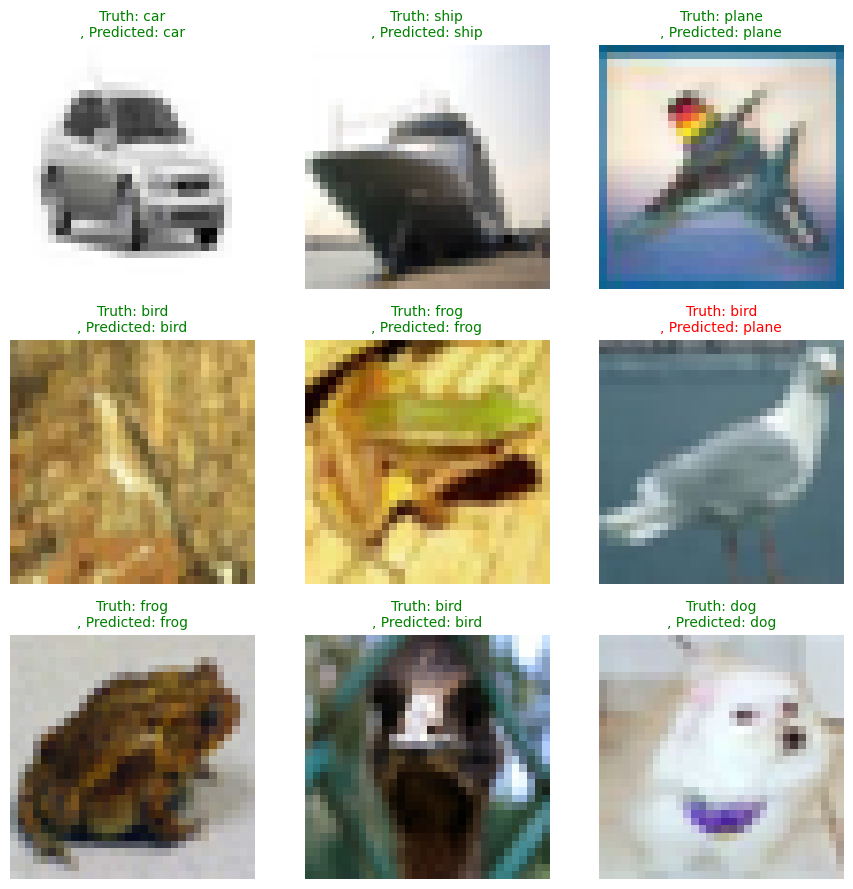 Truth: car
, Predicted: car
Truth: ship
, Predicted: ship
Truth: plane
, Predicted: plane
Truth: bird
, Predicted: bird
Truth: frog
, Predicted: frog
Truth: bird
, Predicted: plane
Truth: frog
, Predicted: frog
Truth: bird
, Predicted: bird
Truth: dog
, Predicted: dog